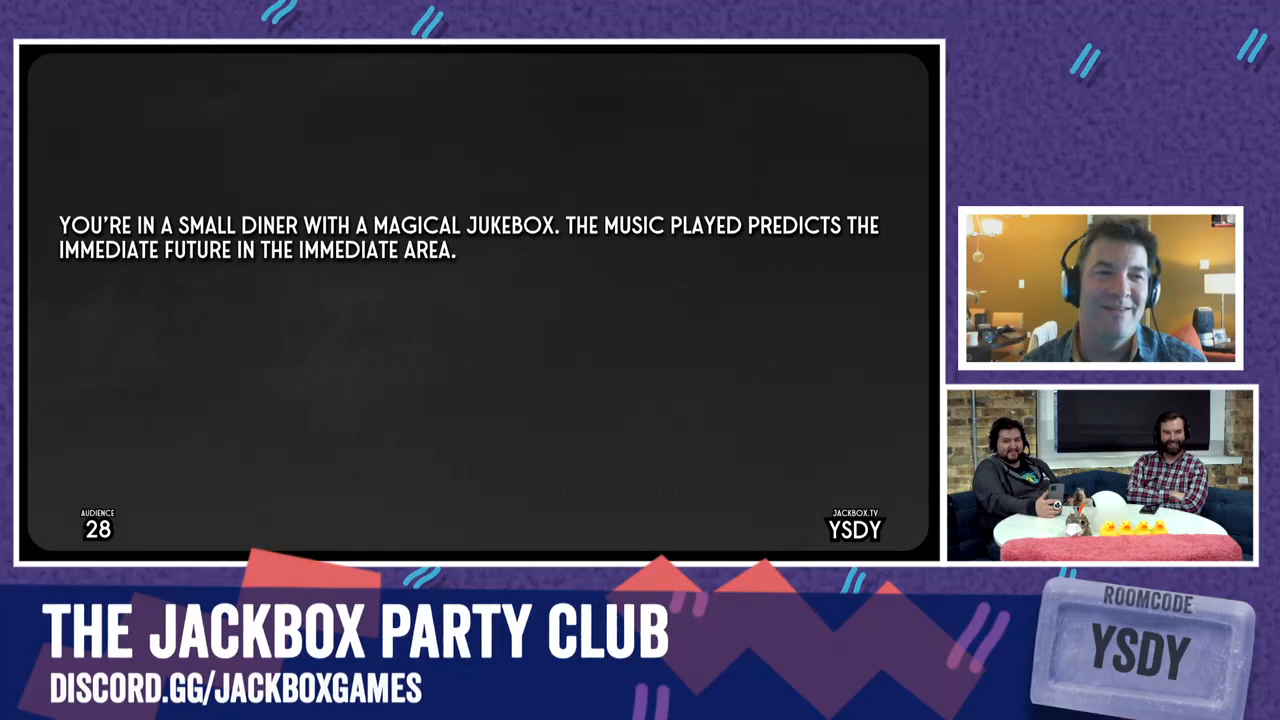 YOU'RE IN A SMALL DINER WITH A MAGICAL JUKEBOX. THE MUSIC PLAYED PREDICTS THE
IMMEDIATE FUTURE IN THE IMMEDIATE AREA.
AUDIENCE
28
JACKBOX.TV
YSDY
THE JACKBOX PARTY CLUB
DISCORD.GG/JACKBOXGAMES
ROOMCODE
YSDY